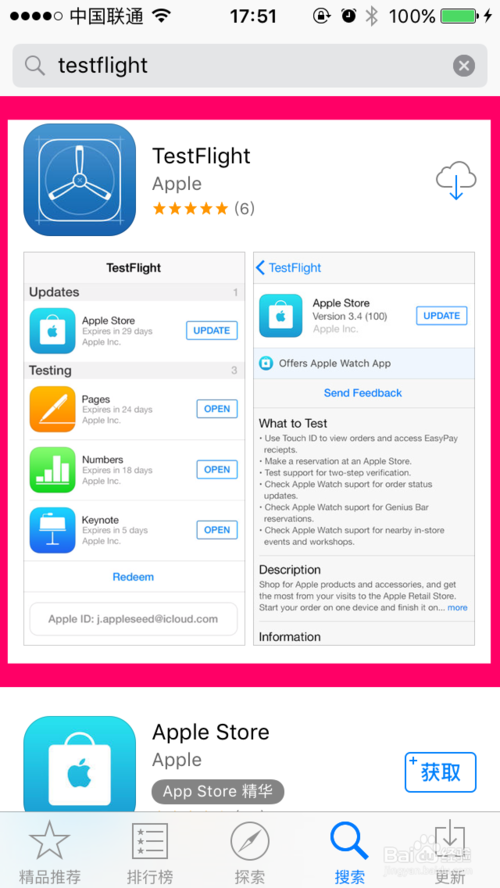 中国联通 17:51 100%
testflight
TestFlight
Apple
(6)
TestFlight
Updates 1
Apple Store
Expires in 29 days
Apple Inc.
UPDATE
Testing 3
Pages
Expires in 24 days
Apple Inc.
OPEN
Numbers
Expires in 18 days
Apple Inc.
OPEN
Keynote
Expires in 5 days
Apple Inc.
OPEN
Redeem
Apple ID: j.appleseed@icloud.com
TestFlight
Apple Store
Version 3.4 (100)
Apple Inc.
UPDATE
Offers Apple Watch App
Send Feedback
What to Test
• Use Touch ID to view orders and access EasyPay
reciepts.
• Make a reservation at an Apple Store.
• Test support for two-step verification.
• Check Apple Watch suport for order status
updates.
• Check Apple Watch suport for Genius Bar
reservations.
• Check Apple Watch suport for nearby in-store
events and workshops.
Description
Shop for Apple products and accessories, and get
the most from your visits to the Apple Retail Store.
Start your order on one device and finish it on... more
Information
Apple Store
Apple
App Store 精华
+获取
精品推荐 排行榜 探索 搜索 更新
Baidu经验
jingyan.baidu.com